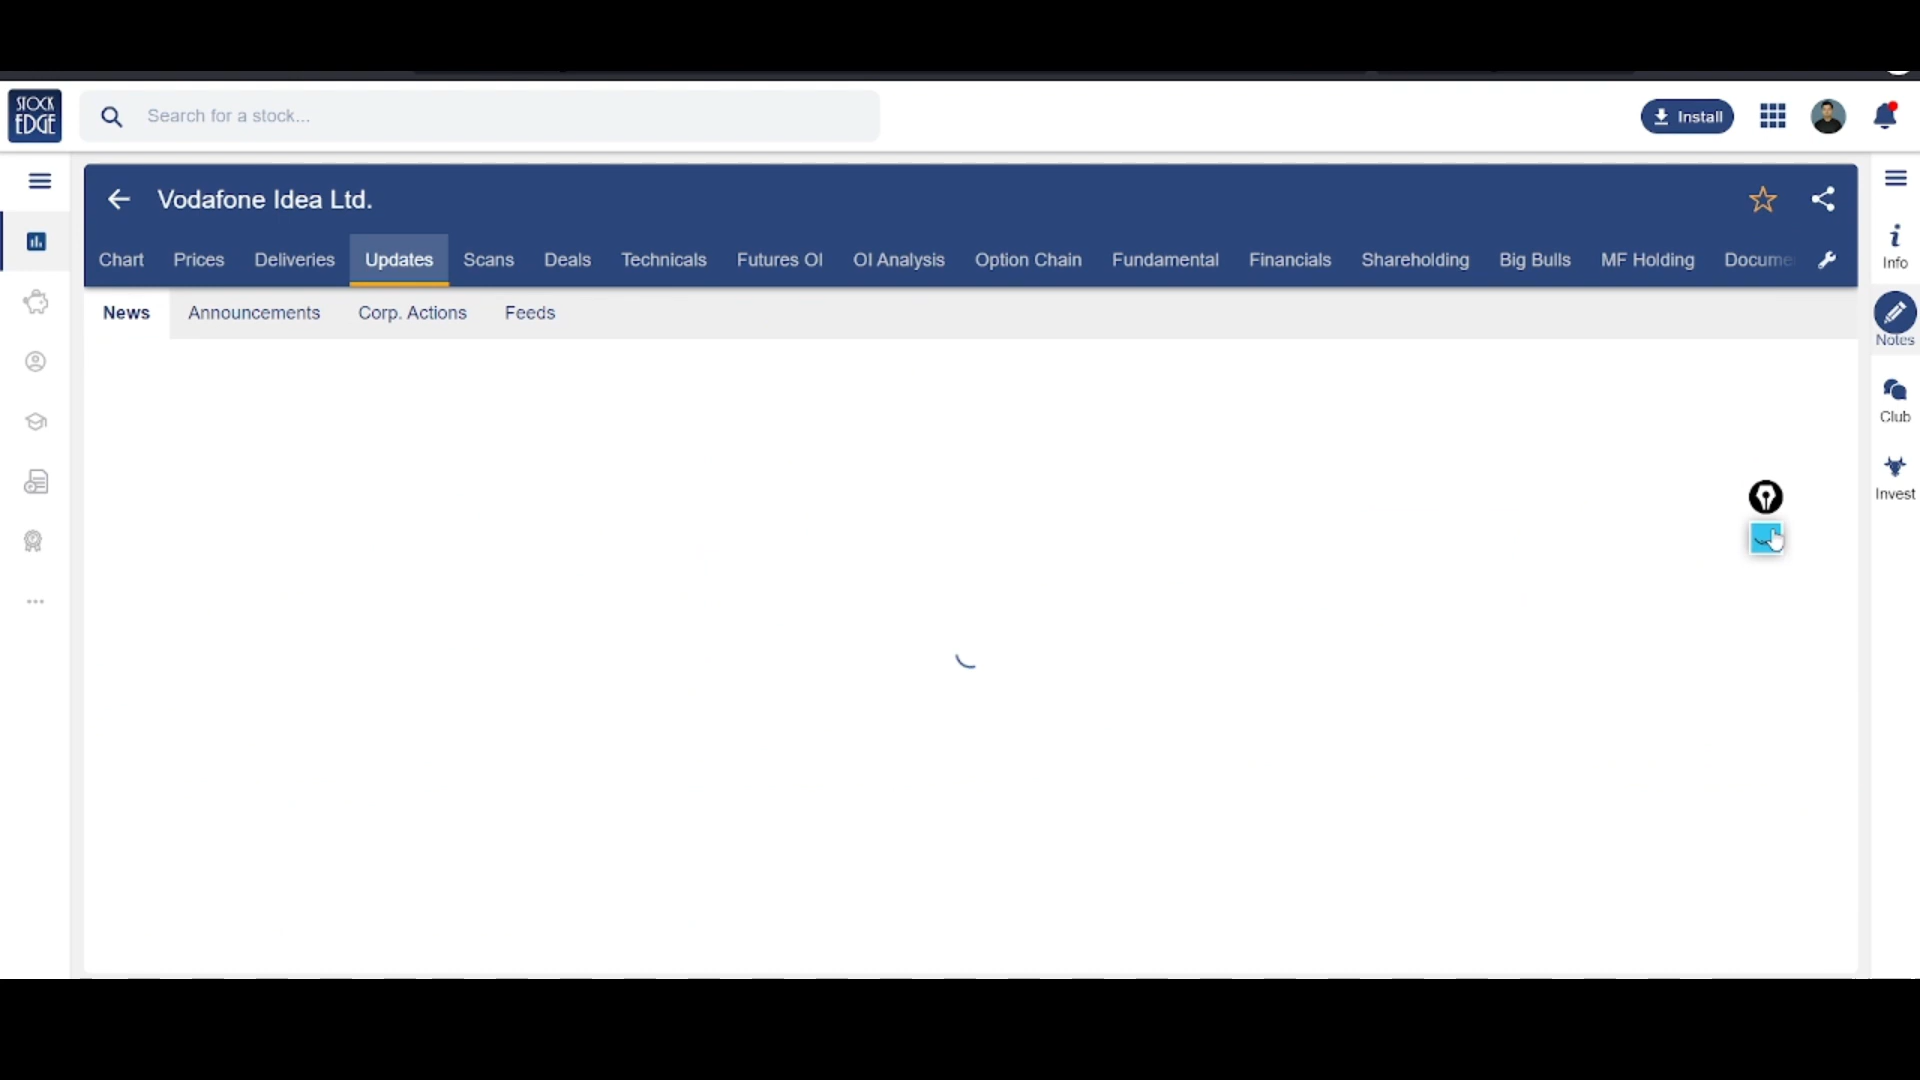 STOCK
EDGE
Search for a stock...
Install
Vodafone Idea Ltd.
Chart Prices Deliveries Updates Scans Deals Technicals Futures OI OI Analysis Option Chain Fundamental Financials Shareholding Big Bulls MF Holding Docume
News Announcements Corp. Actions Feeds
Info
Notes
Club
Invest